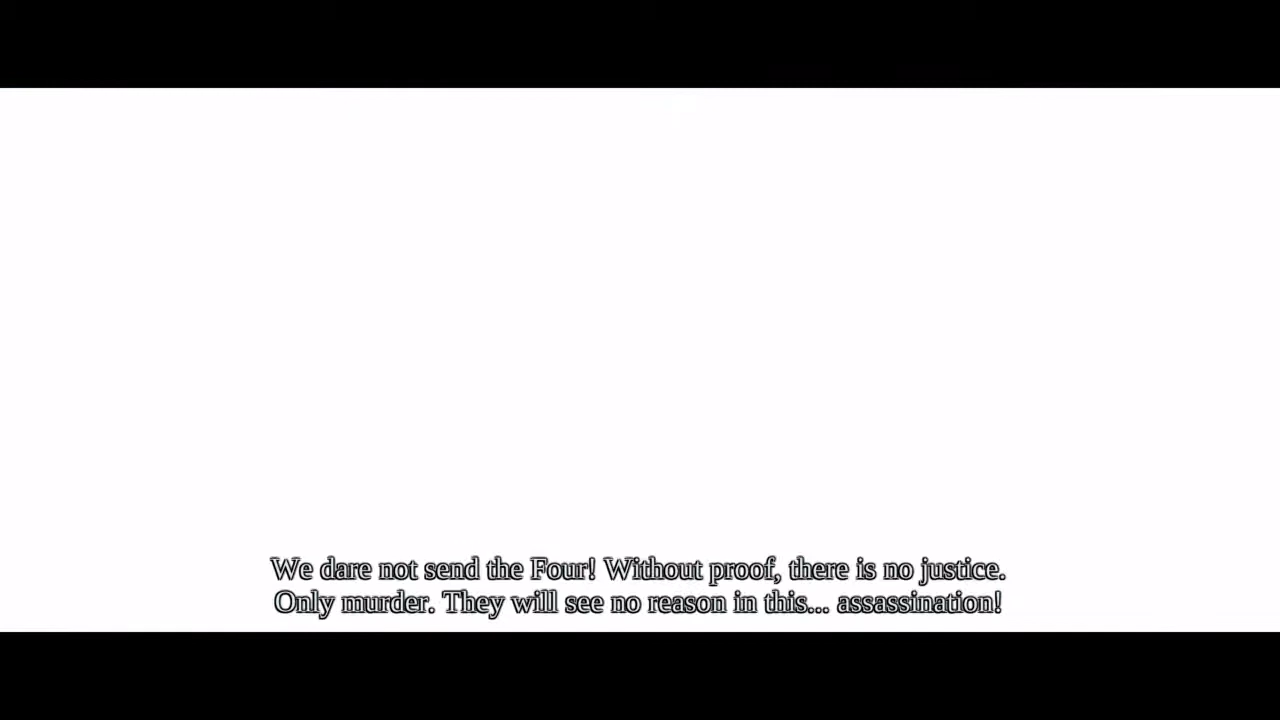 We dare not send the Four! Without proof, there is no justice.
Only murder. They will see no reason in this... assassination!